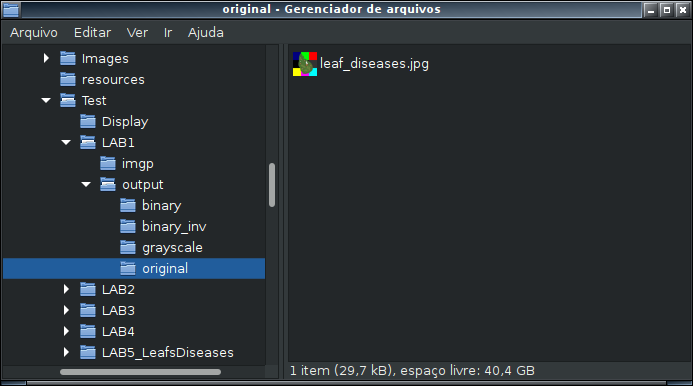 original - Gerenciador de arquivos
Arquivo Editar Ver Ir Ajuda
Images
resources
Test
Display
LAB1
imgp
output
binary
binary_inv
grayscale
original
LAB2
LAB3
LAB4
LAB5_LeafsDiseases
leaf_diseases.jpg
1 item (29,7 kB), espaço livre: 40,4 GB